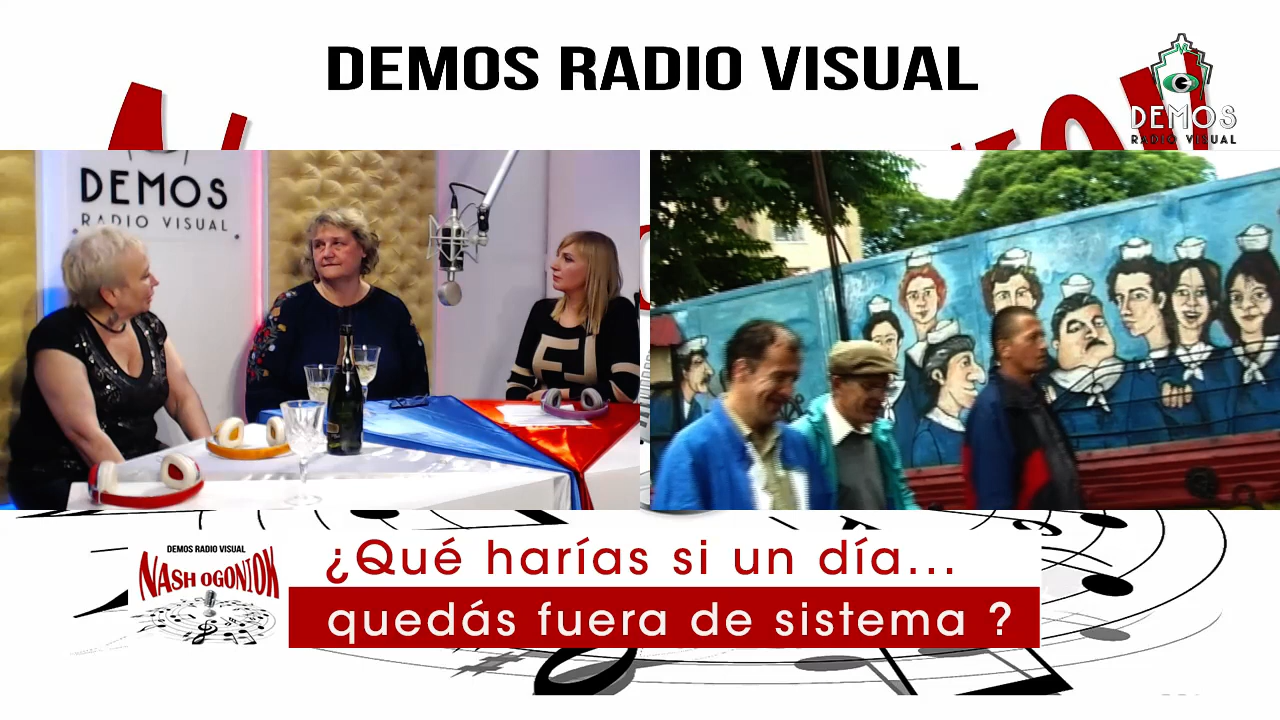 DEMOS RADIO VISUAL
DEMOS
RADIO VISUAL
DEMOS
RADIO VISUAL
DEMOS RADIO VISUAL
NASH OGONION
¿Qué harías si un día...
quedás fuera de sistema ?